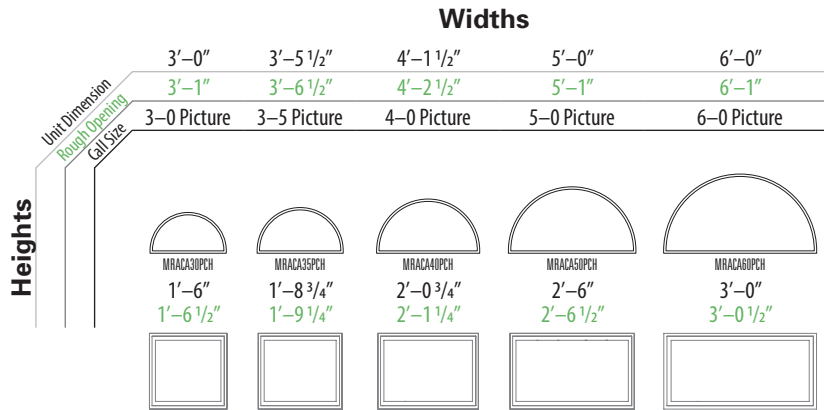 Widths
3’–0” 3’–5 1/2” 4’–1 1/2” 5’–0” 6’–0”
3’–1” 3’–6 1/2” 4’–2 1/2” 5’–1” 6’–1”
3–0 Picture 3–5 Picture 4–0 Picture 5–0 Picture 6–0 Picture
Unit Dimension
Rough Opening
Call Size
Heights
MRACA30PCH MRACA35PCH MRACA40PCH MRACA50PCH MRACA60PCH
1’–6” 1’–8 3/4” 2’–0 3/4” 2’–6” 3’–0”
1’–6 1/2” 1’–9 1/4” 2’–1 1/4” 2’–6 1/2” 3’–0 1/2”